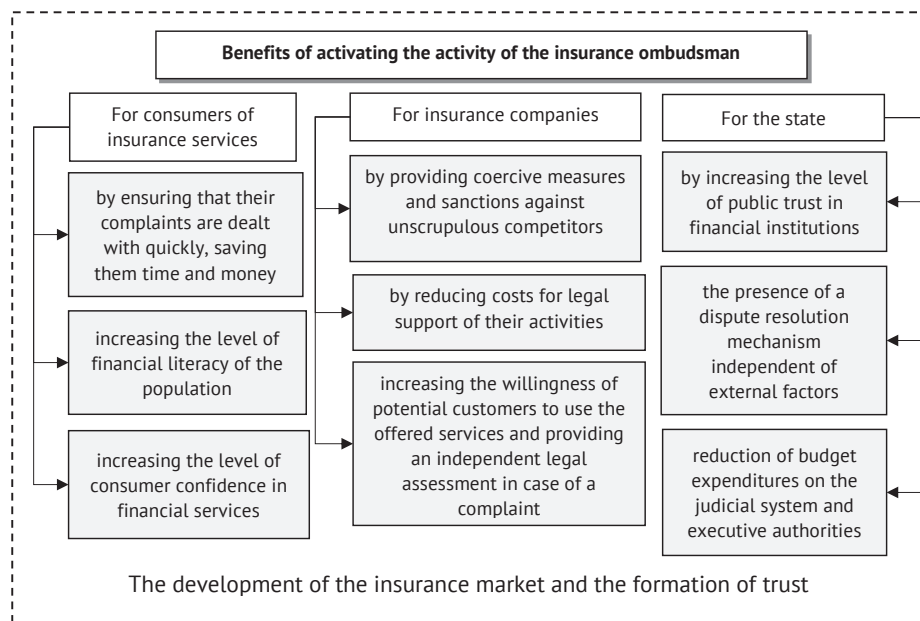 Benefits of activating the activity of the insurance ombudsman
For consumers of
insurance services
by ensuring that their
complaints are dealt
with quickly, saving
them time and money
increasing the level of
financial literacy of the
population
increasing the level of
consumer confidence in
financial services
For insurance companies
by providing coercive measures
and sanctions against
unscrupulous competitors
by reducing costs for legal
support of their activities
increasing the willingness of
potential customers to use the
offered services and providing
an independent legal
assessment in case of a
complaint
For the state
by increasing the level
of public trust in
financial institutions
the presence of a
dispute resolution
mechanism
independent of
external factors
reduction of budget
expenditures on the
judicial system and
executive authorities
The development of the insurance market and the formation of trust